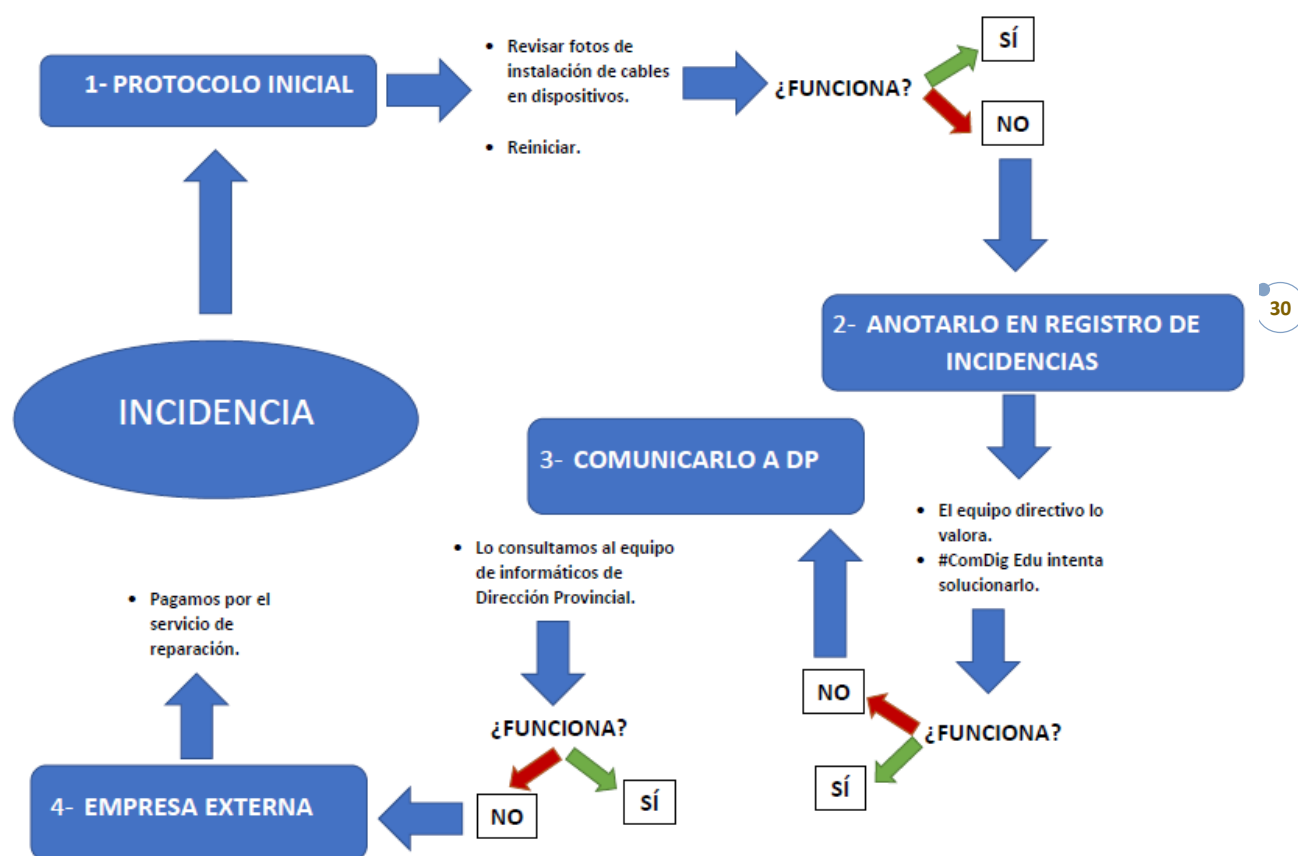 1- PROTOCOLO INICIAL
• Revisar fotos de
instalación de cables
en dispositivos.
• Reiniciar.
¿FUNCIONA?
SÍ
NO
30
2- ANOTARLO EN REGISTRO DE
INCIDENCIAS
INCIDENCIA
3- COMUNICARLO A DP
• El equipo directivo lo
valora.
• #ComDig Edu intenta
solucionarlo.
• Lo consultamos al equipo
de informáticos de
Dirección Provincial.
• Pagamos por el
servicio de
reparación.
NO
¿FUNCIONA?
SÍ
¿FUNCIONA?
NO
SÍ
4- EMPRESA EXTERNA